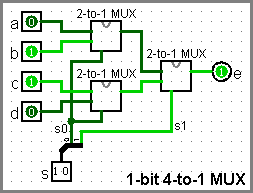 a 0 2-to-1 MUX
b 1 2-to-1 MUX
1 e
c 1 2-to-1 MUX
d 0
s0 s1
s 1 0
1-bit 4-to-1 MUX